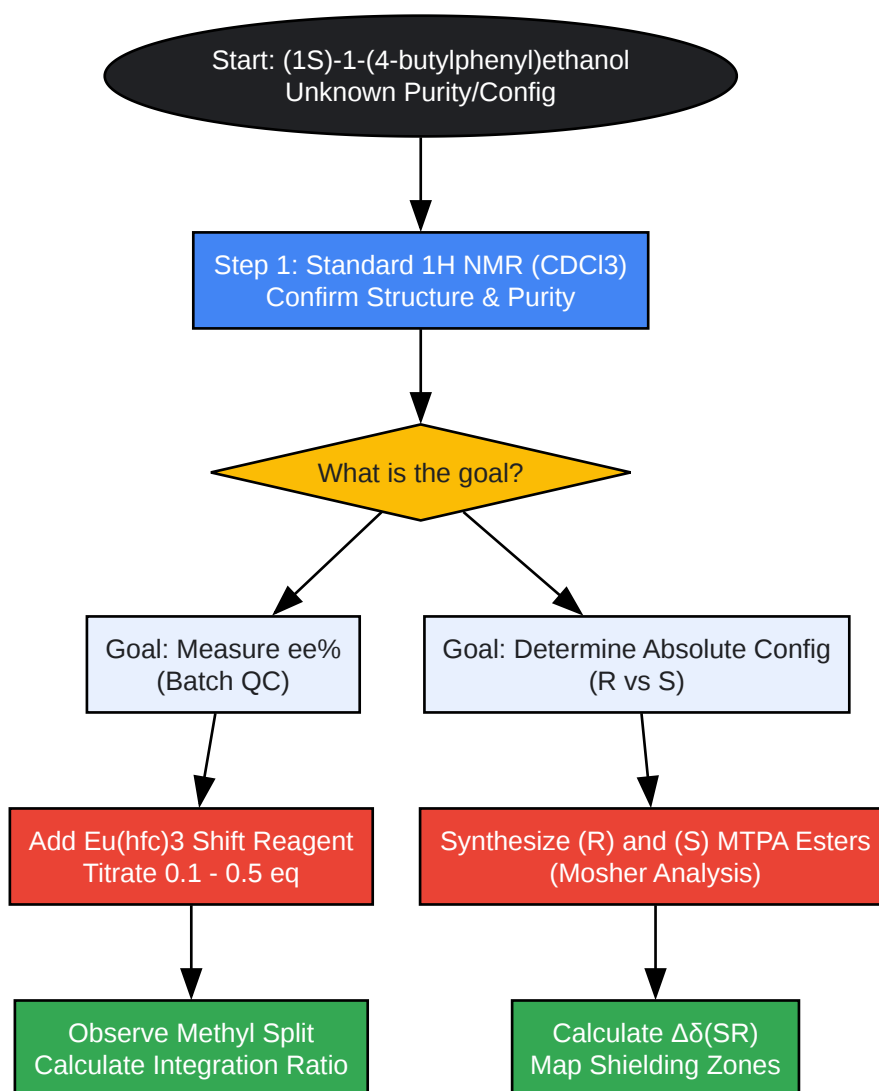 Start: (1S)-1-(4-butylphenyl)ethanol
Unknown Purity/Config
Step 1: Standard 1H NMR (CDCl3)
Confirm Structure & Purity
What is the goal?
Goal: Measure ee%
(Batch QC)
Goal: Determine Absolute Config
(R vs S)
Add Eu(hfc)3 Shift Reagent
Titrate 0.1 - 0.5 eq
Synthesize (R) and (S) MTPA Esters
(Mosher Analysis)
Observe Methyl Split
Calculate Integration Ratio
Calculate Δδ(SR)
Map Shielding Zones